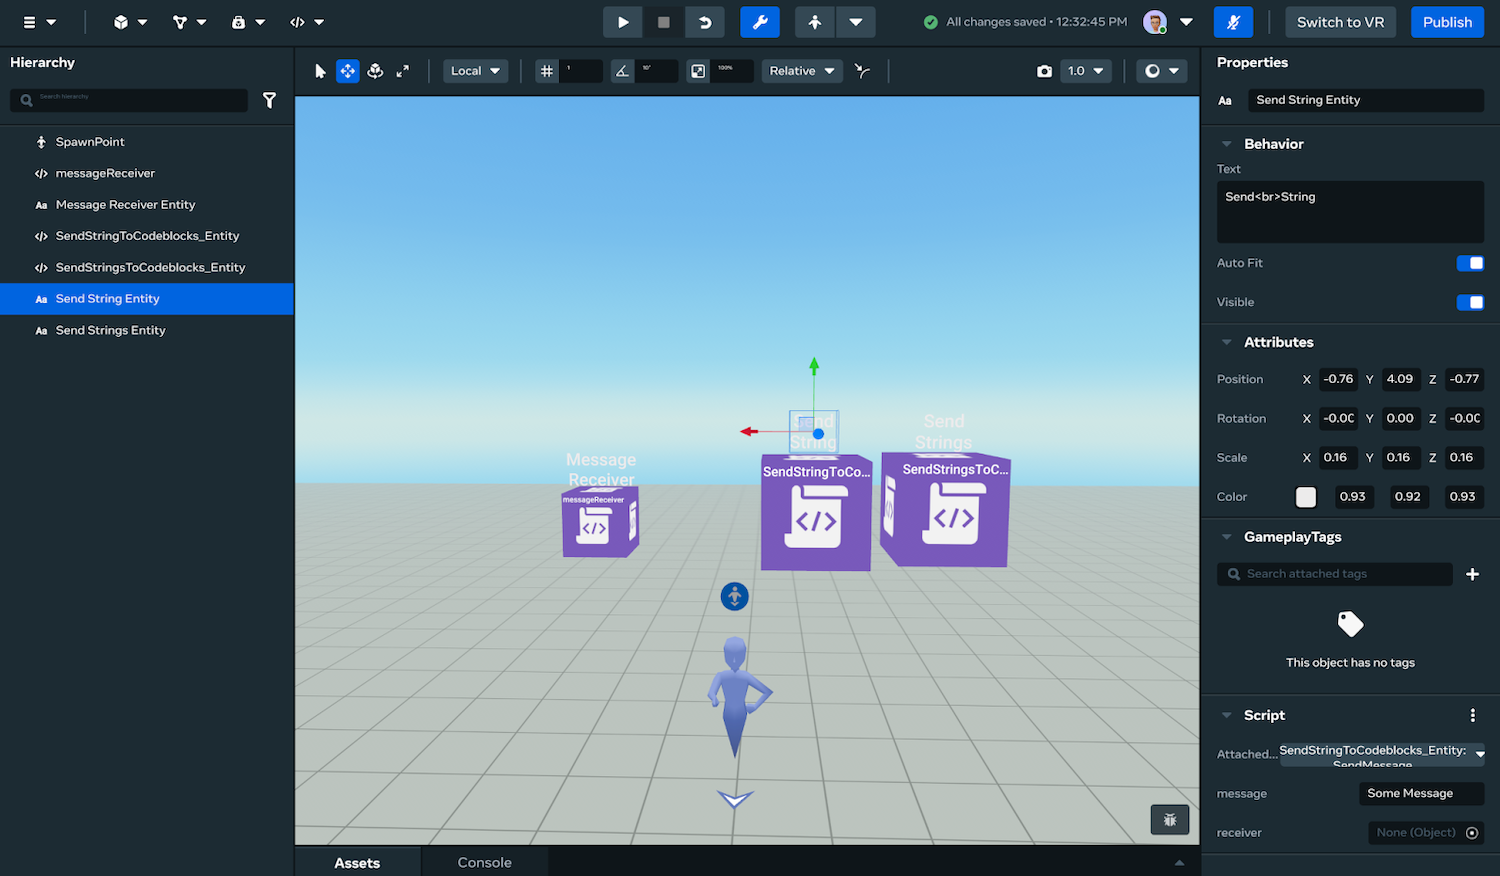 All changes saved • 12:32:45 PM
Switch to VR
Publish
Hierarchy
Search hierarchy
SpawnPoint
messageReceiver
Message Receiver Entity
SendStringToCodeblocks_Entity
SendStringsToCodeblocks_Entity
Send String Entity
Send Strings Entity
Local
1
10°
100%
Relative
1.0
Message
Receiver
messageReceiver
Send
String
SendStringToCo...
Send
Strings
SendStringsToC...
Assets
Console
Properties
Aa Send String Entity
Behavior
Text
Send<br>String
Auto Fit
Visible
Attributes
Position X -0.76 Y 4.09 Z -0.77
Rotation X -0.0 Y 0.00 Z -0.0
Scale X 0.16 Y 0.16 Z 0.16
Color 0.93 0.92 0.93
GameplayTags
Search attached tags
This object has no tags
Script
Attached... SendStringToCodeblocks_Entity:
SendMessage
message Some Message
receiver None (Object)